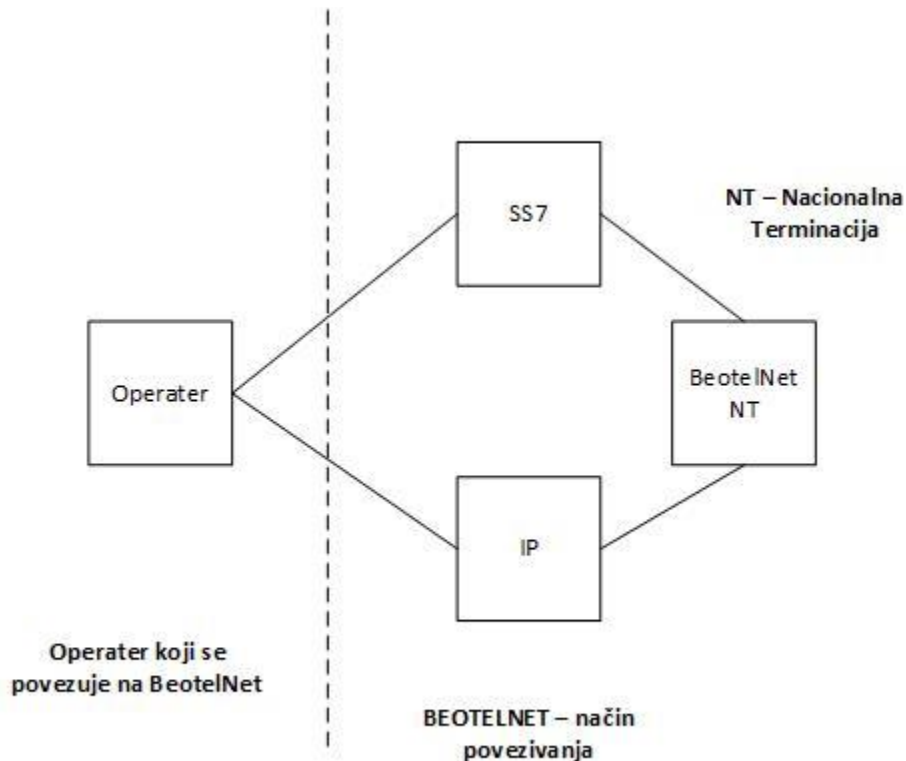 SS7
NT – Nacionalna
Terminacija
Operater
BeotelNet
NT
IP
Operater koji se
povezuje na BeotelNet
BEOTELNET – način
povezivanja